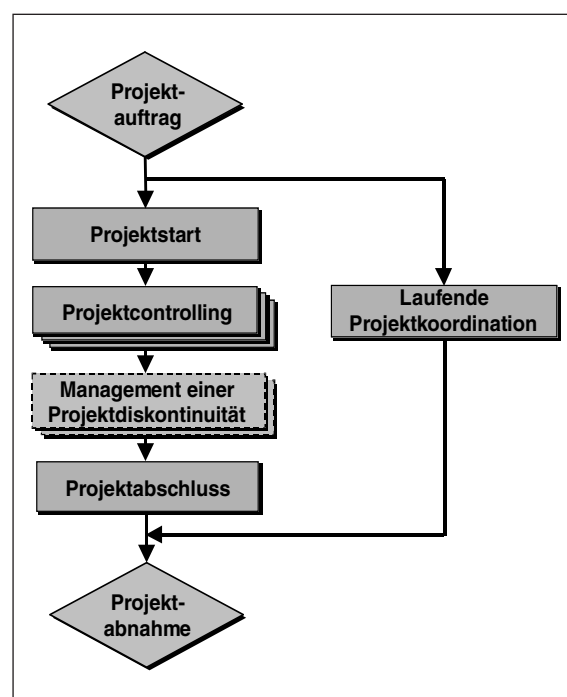 Projekt-
auftrag
Projektstart
Projektcontrolling
Management einer
Projektdiskontinuität
Projektabschluss
Laufende
Projektkoordination
Projekt-
abnahme